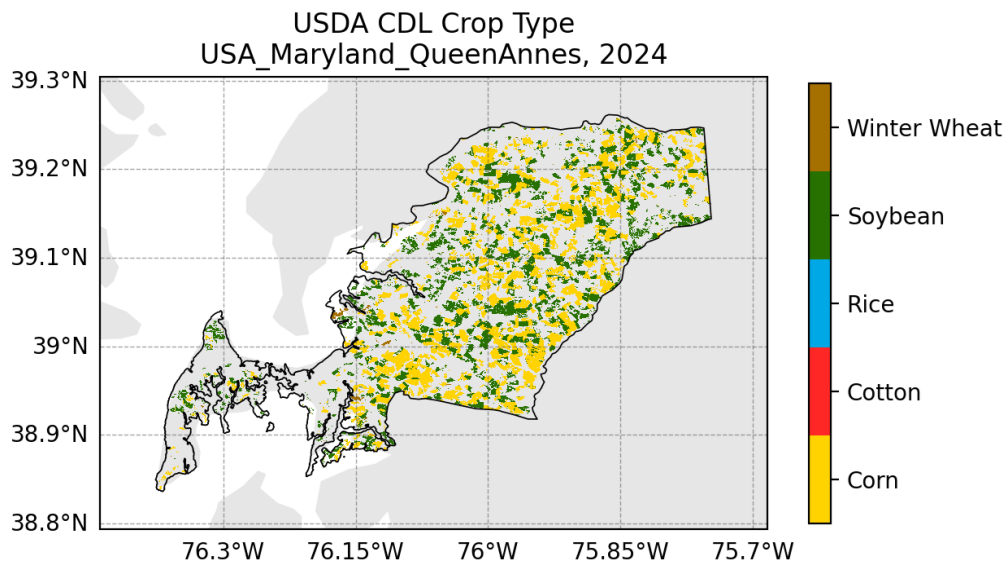 USDA CDL Crop Type
USA_Maryland_QueenAnnes, 2024
39.3°N
39.2°N
39.1°N
39°N
38.9°N
38.8°N
76.3°W
76.15°W
76°W
75.85°W
75.7°W
Winter Wheat
Soybean
Rice
Cotton
Corn